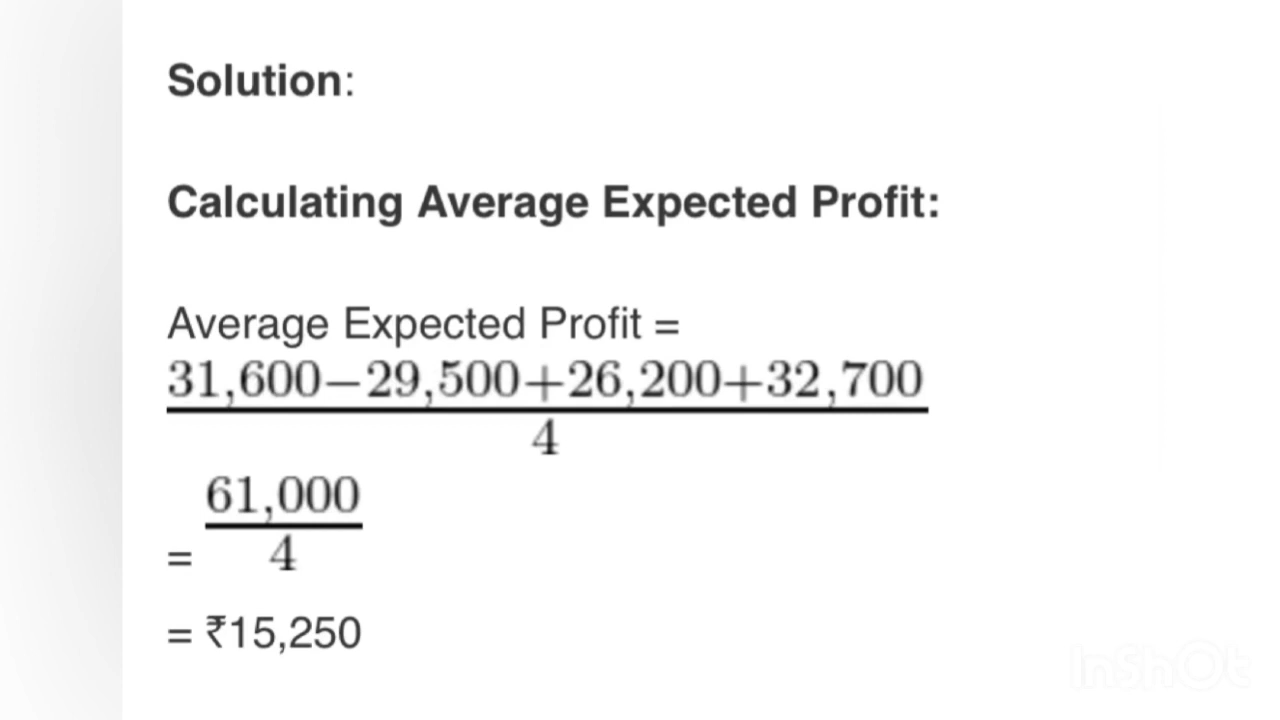 Solution:
Calculating Average Expected Profit:
Average Expected Profit =
31,600−29,500+26,200+32,700
4
61,000
= 4
= ₹15,250
InShOt